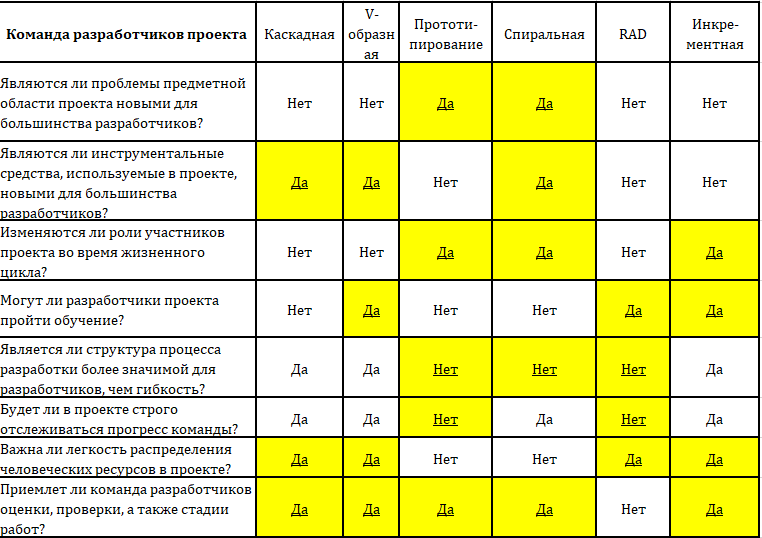 Команда разработчиков проекта Каскадная V-образная Прототи-пирование Спиральная RAD Инкре-ментная
Являются ли проблемы предметной
области проекта новыми для
большинства разработчиков?
Нет Нет Да Да Нет Нет
Являются ли инструментальные
средства, используемые в проекте,
новыми для большинства
разработчиков?
Да Да Нет Да Нет Нет
Изменяются ли роли участников
проекта во время жизненного
цикла?
Нет Нет Да Да Нет Да
Могут ли разработчики проекта
пройти обучение?
Нет Да Нет Нет Да Да
Является ли структура процесса
разработки более значимой для
разработчиков, чем гибкость?
Да Да Нет Нет Нет Да
Будет ли в проекте строго
отслеживаться прогресс команды?
Да Да Нет Да Нет Да
Важна ли легкость распределения
человеческих ресурсов в проекте?
Да Да Нет Нет Да Да
Приемлет ли команда разработчиков
оценки, проверки, а также стадии
работ?
Да Да Да Да Нет Да